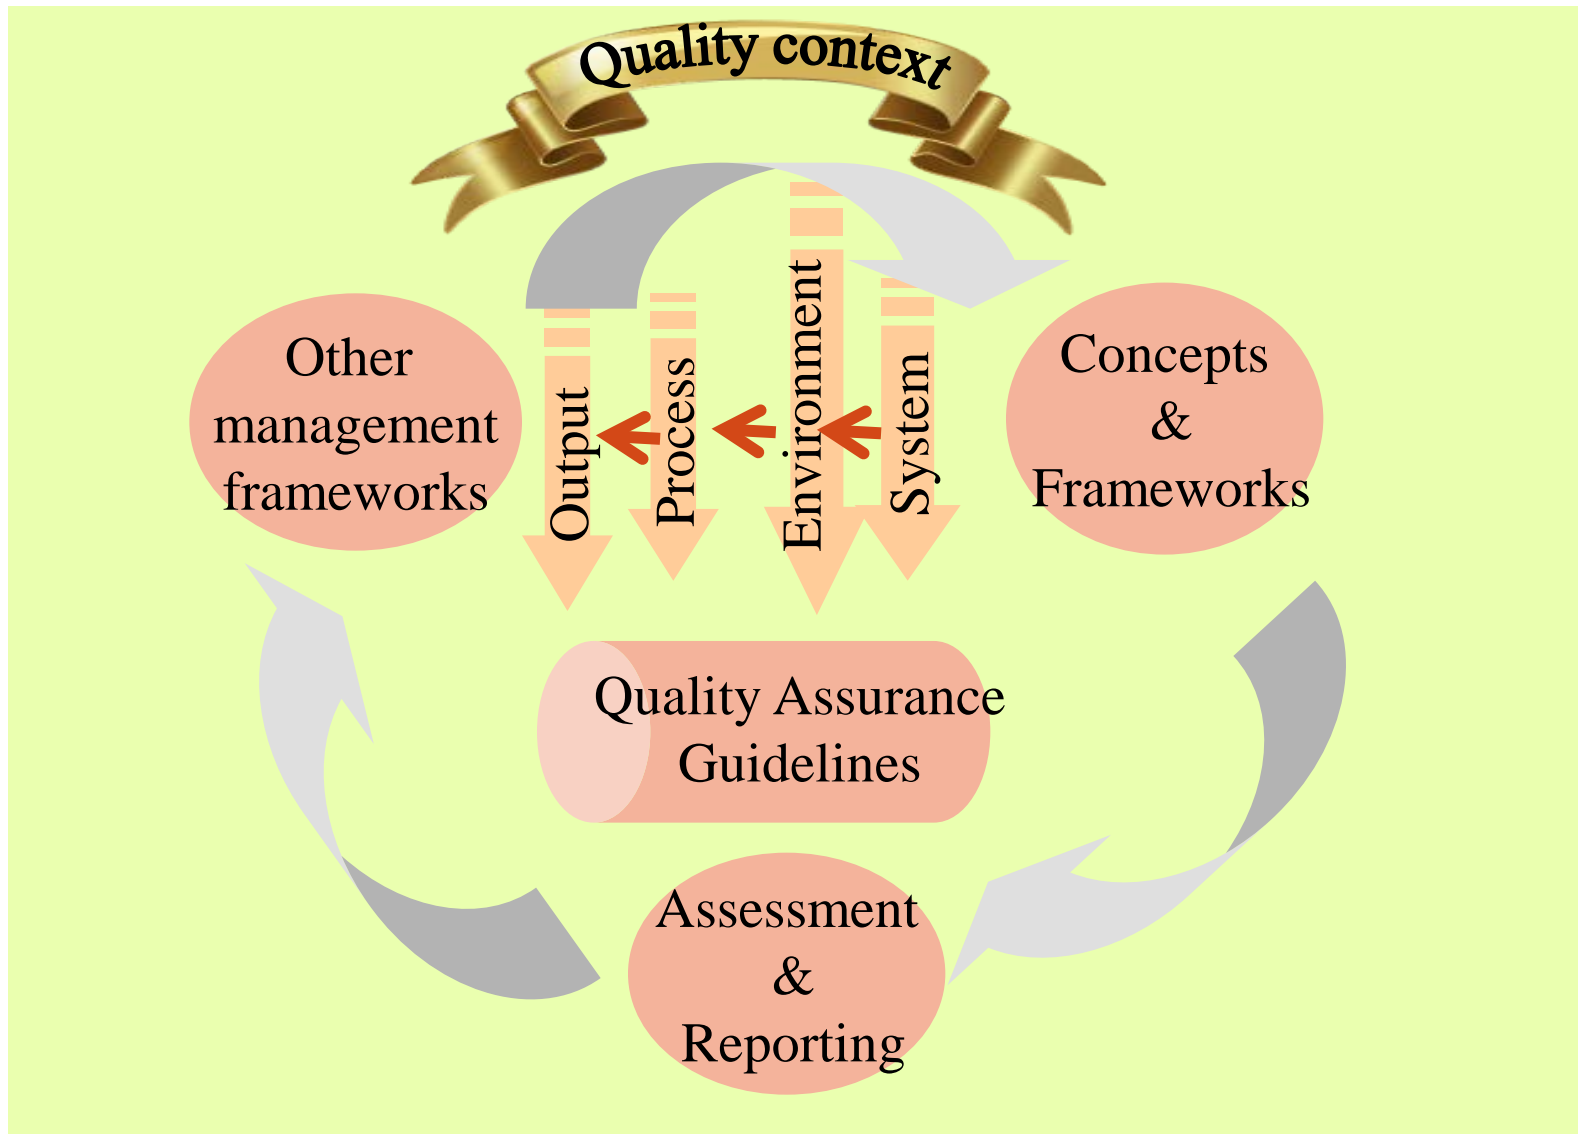 Quality context
Other
management
frameworks
Output
Process
Environment
System
Concepts
&
Frameworks
Quality Assurance
Guidelines
Assessment
&
Reporting